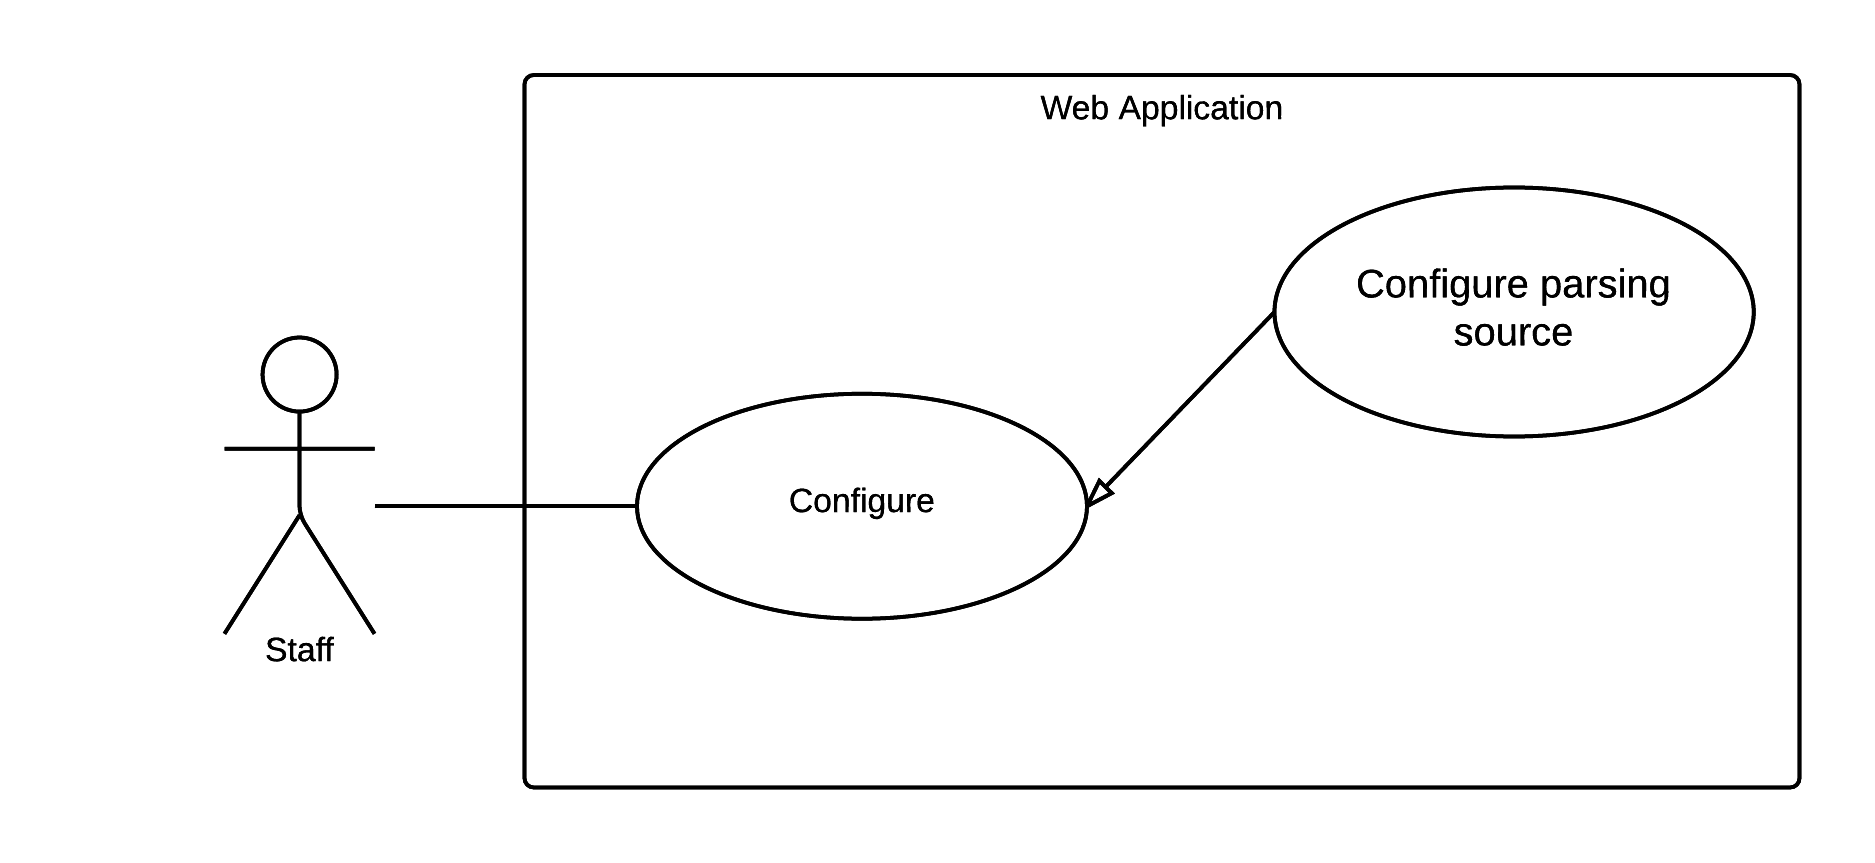 Web Application
Configure parsing
source
Configure
Staff